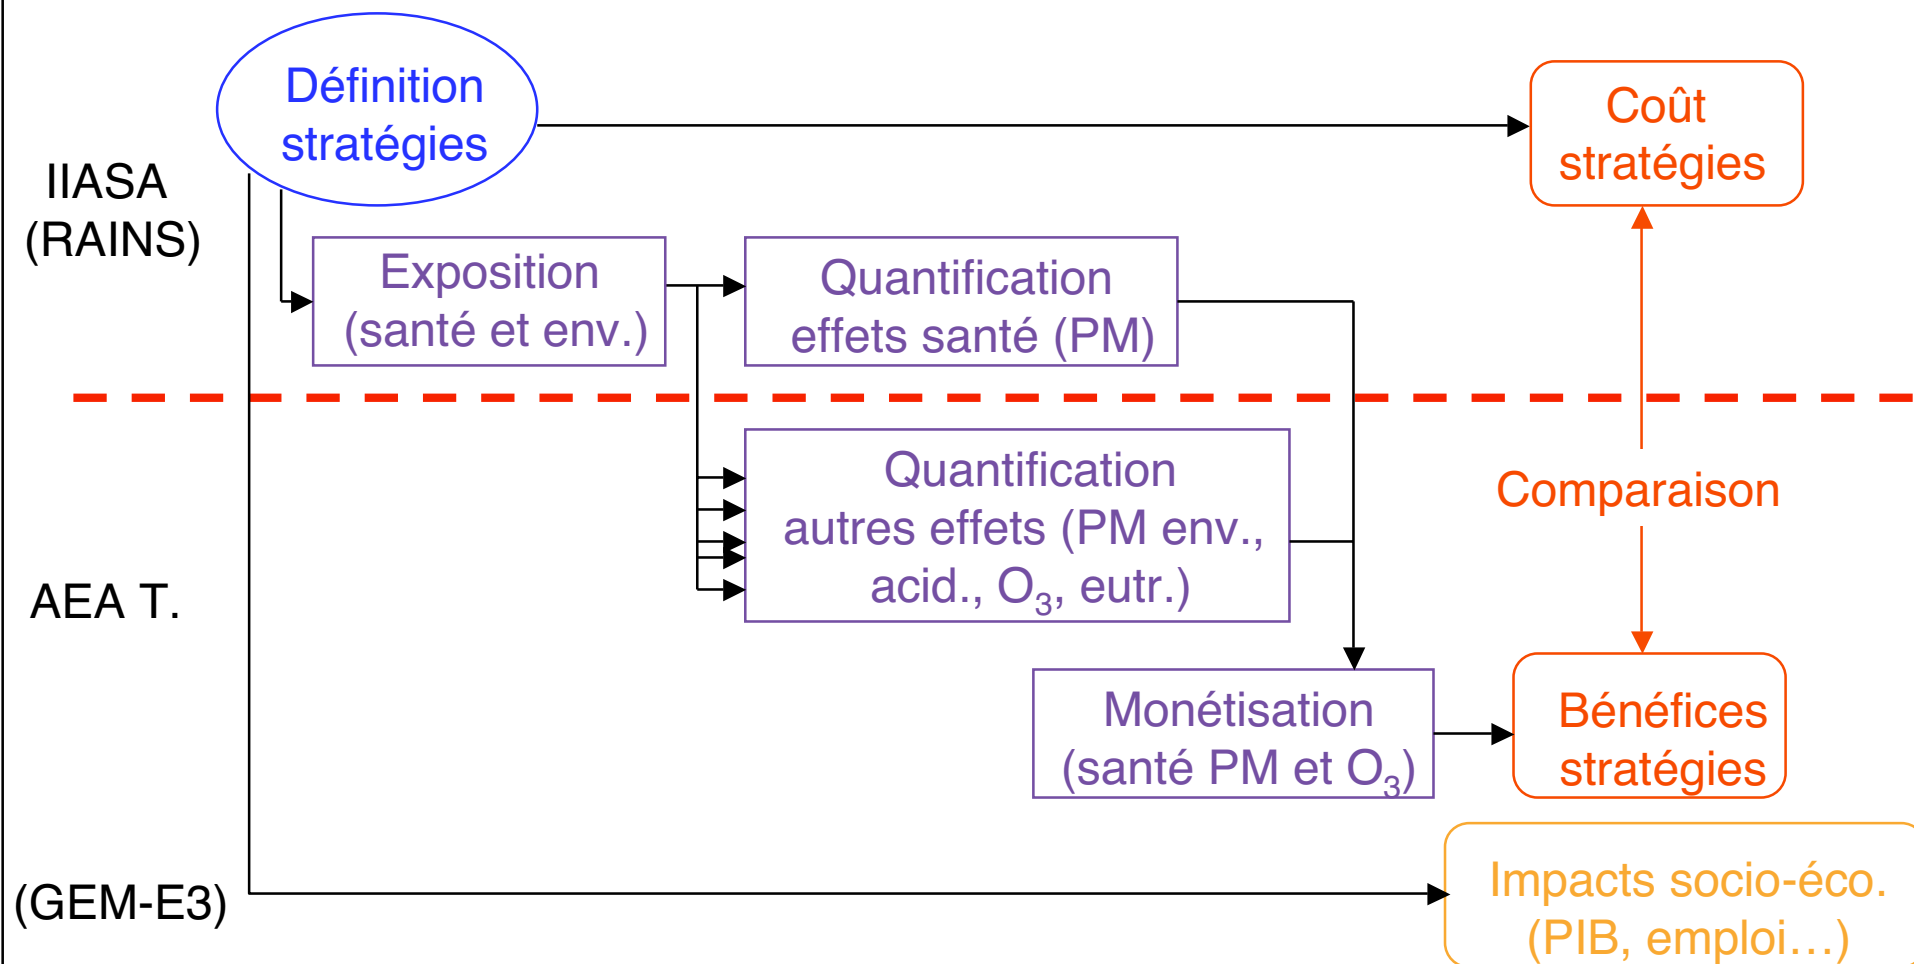 Définition
stratégies
Coût
stratégies
IIASA
(RAINS)
Exposition
(santé et env.)
Quantification
effets santé (PM)
Quantification
autres effets (PM env.,
acid., O₃, eutr.)
Comparaison
AEA T.
Monétisation
(santé PM et O₃)
Bénéfices
stratégies
(GEM-E3)
Impacts socio-éco.
(PIB, emploi…)